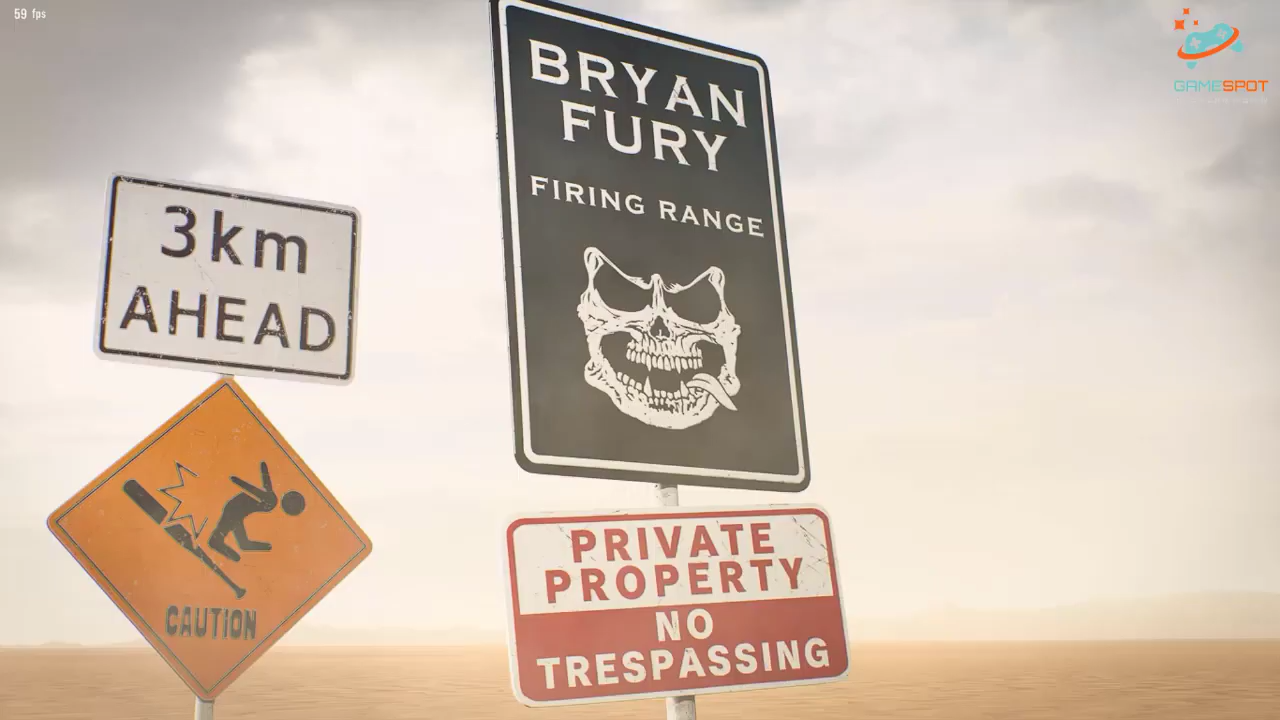 59 fps
GAMESPOT
BRYAN
FURY
FIRING RANGE
3km
AHEAD
CAUTION
PRIVATE
PROPERTY
NO
TRESPASSING